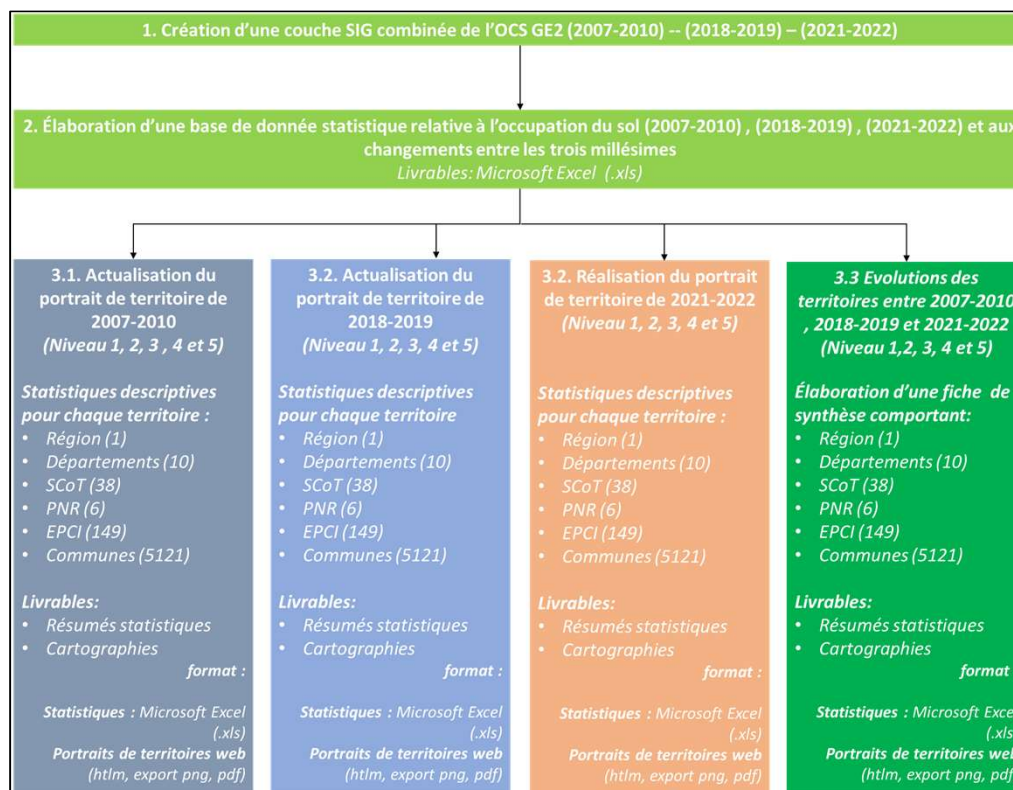 1. Création d’une couche SIG combinée de l’OCS GE2 (2007-2010) -- (2018-2019) – (2021-2022)
2. Élaboration d’une base de donnée statistique relative à l’occupation du sol (2007-2010) , (2018-2019) , (2021-2022) et aux
changements entre les trois millésimes
Livrables: Microsoft Excel (.xls)
3.1. Actualisation du
portrait de territoire de
2007-2010
(Niveau 1, 2, 3 , 4 et 5)
Statistiques descriptives
pour chaque territoire :
• Région (1)
• Départements (10)
• SCoT (38)
• PNR (6)
• EPCI (149)
• Communes (5121)
Livrables:
• Résumés statistiques
• Cartographies
format :
Statistiques : Microsoft Excel
(.xls)
Portraits de territoires web
(htlm, export png, pdf)
3.2. Actualisation du
portrait de territoire de
2018-2019
(Niveau 1, 2, 3, 4 et 5)
Statistiques descriptives
pour chaque territoire
• Région (1)
• Départements (10)
• SCoT (38)
• PNR (6)
• EPCI (149)
• Communes (5121)
Livrables:
• Résumés statistiques
• Cartographies
format :
Statistiques : Microsoft Excel
(.xls)
Portraits de territoires web
(htlm, export png, pdf)
3.2. Réalisation du portrait
de territoire de 2021-2022
(Niveau 1, 2, 3, 4 et 5)
Statistiques descriptives
pour chaque territoire :
• Région (1)
• Départements (10)
• SCoT (38)
• PNR (6)
• EPCI (149)
• Communes (5121)
Livrables:
• Résumés statistiques
• Cartographies
format :
Statistiques : Microsoft Excel
(.xls)
Portraits de territoires web
(htlm, export png, pdf)
3.3 Evolutions des
territoires entre 2007-2010
, 2018-2019 et 2021-2022
(Niveau 1,2, 3, 4 et 5)
Élaboration d’une fiche de
synthèse comportant:
• Région (1)
• Départements (10)
• SCoT (38)
• PNR (6)
• EPCI (149)
• Communes (5121)
Livrables:
• Résumés statistiques
• Cartographies
format
Statistiques : Microsoft Excel
(.xls)
Portraits de territoires web
(htlm, export png, pdf)